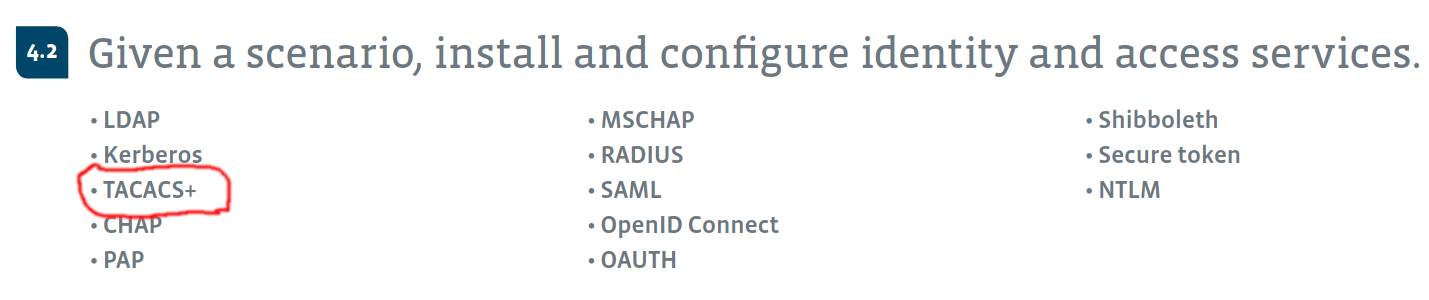 4.2 Given a scenario, install and configure identity and access services.
• LDAP
• Kerberos
• TACACS+
• CHAP
• PAP
• MSCHAP
• RADIUS
• SAML
• OpenID Connect
• OAUTH
• Shibboleth
• Secure token
• NTLM